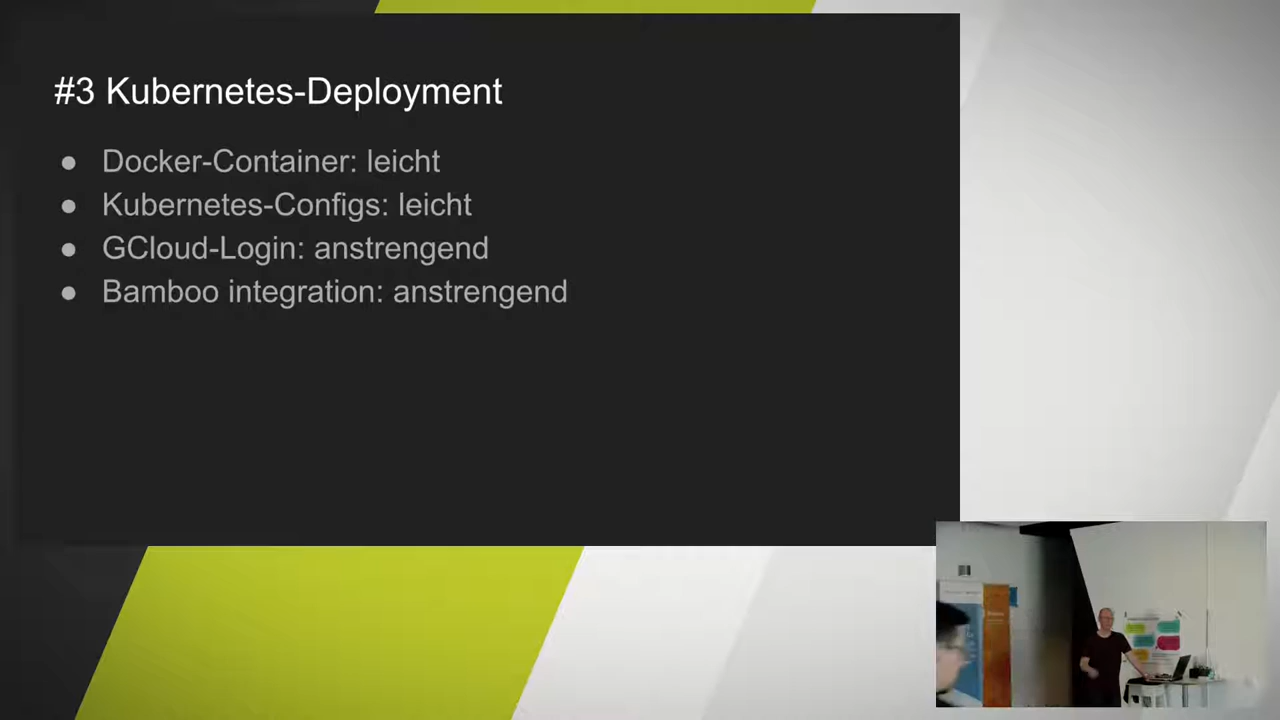 #3 Kubernetes-Deployment
● Docker-Container: leicht
● Kubernetes-Configs: leicht
● GCloud-Login: anstrengend
● Bamboo integration: anstrengend